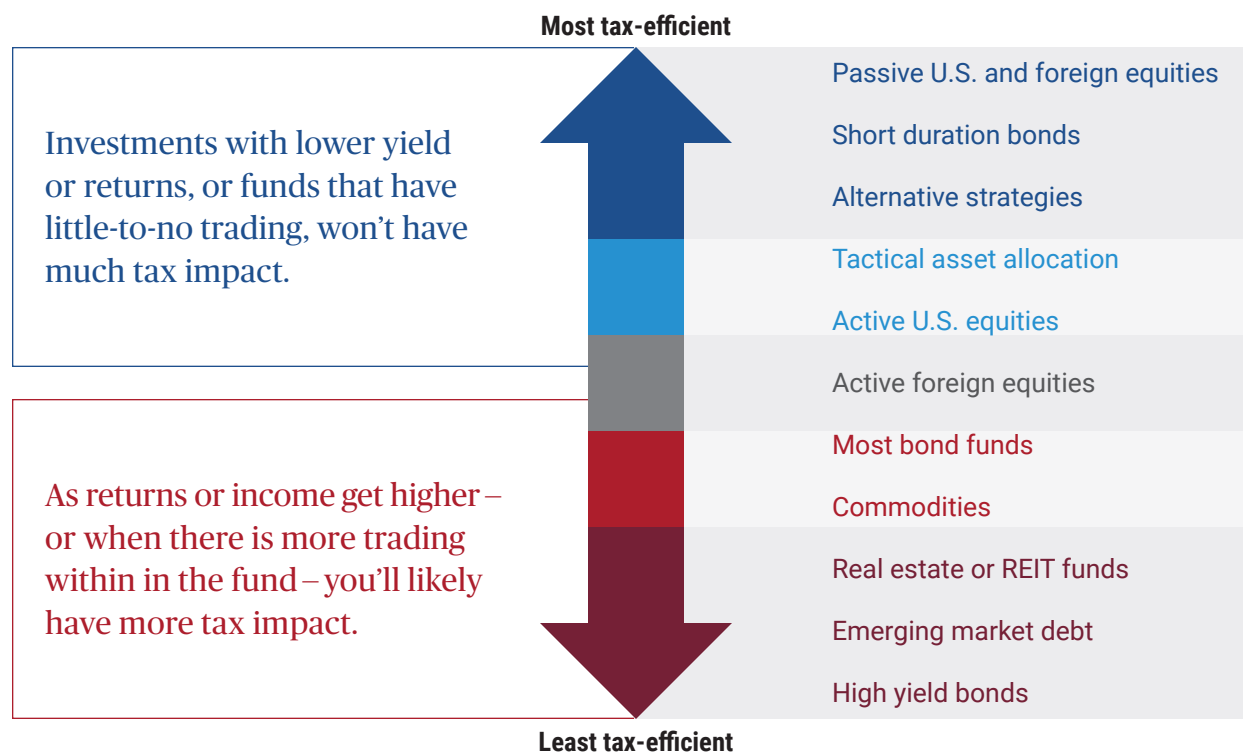 Most tax-efficient
Investments with lower yield
or returns, or funds that have
little-to-no trading, won’t have
much tax impact.
As returns or income get higher –
or when there is more trading
within in the fund – you’ll likely
have more tax impact.
Passive U.S. and foreign equities
Short duration bonds
Alternative strategies
Tactical asset allocation
Active U.S. equities
Active foreign equities
Most bond funds
Commodities
Real estate or REIT funds
Emerging market debt
High yield bonds
Least tax-efficient